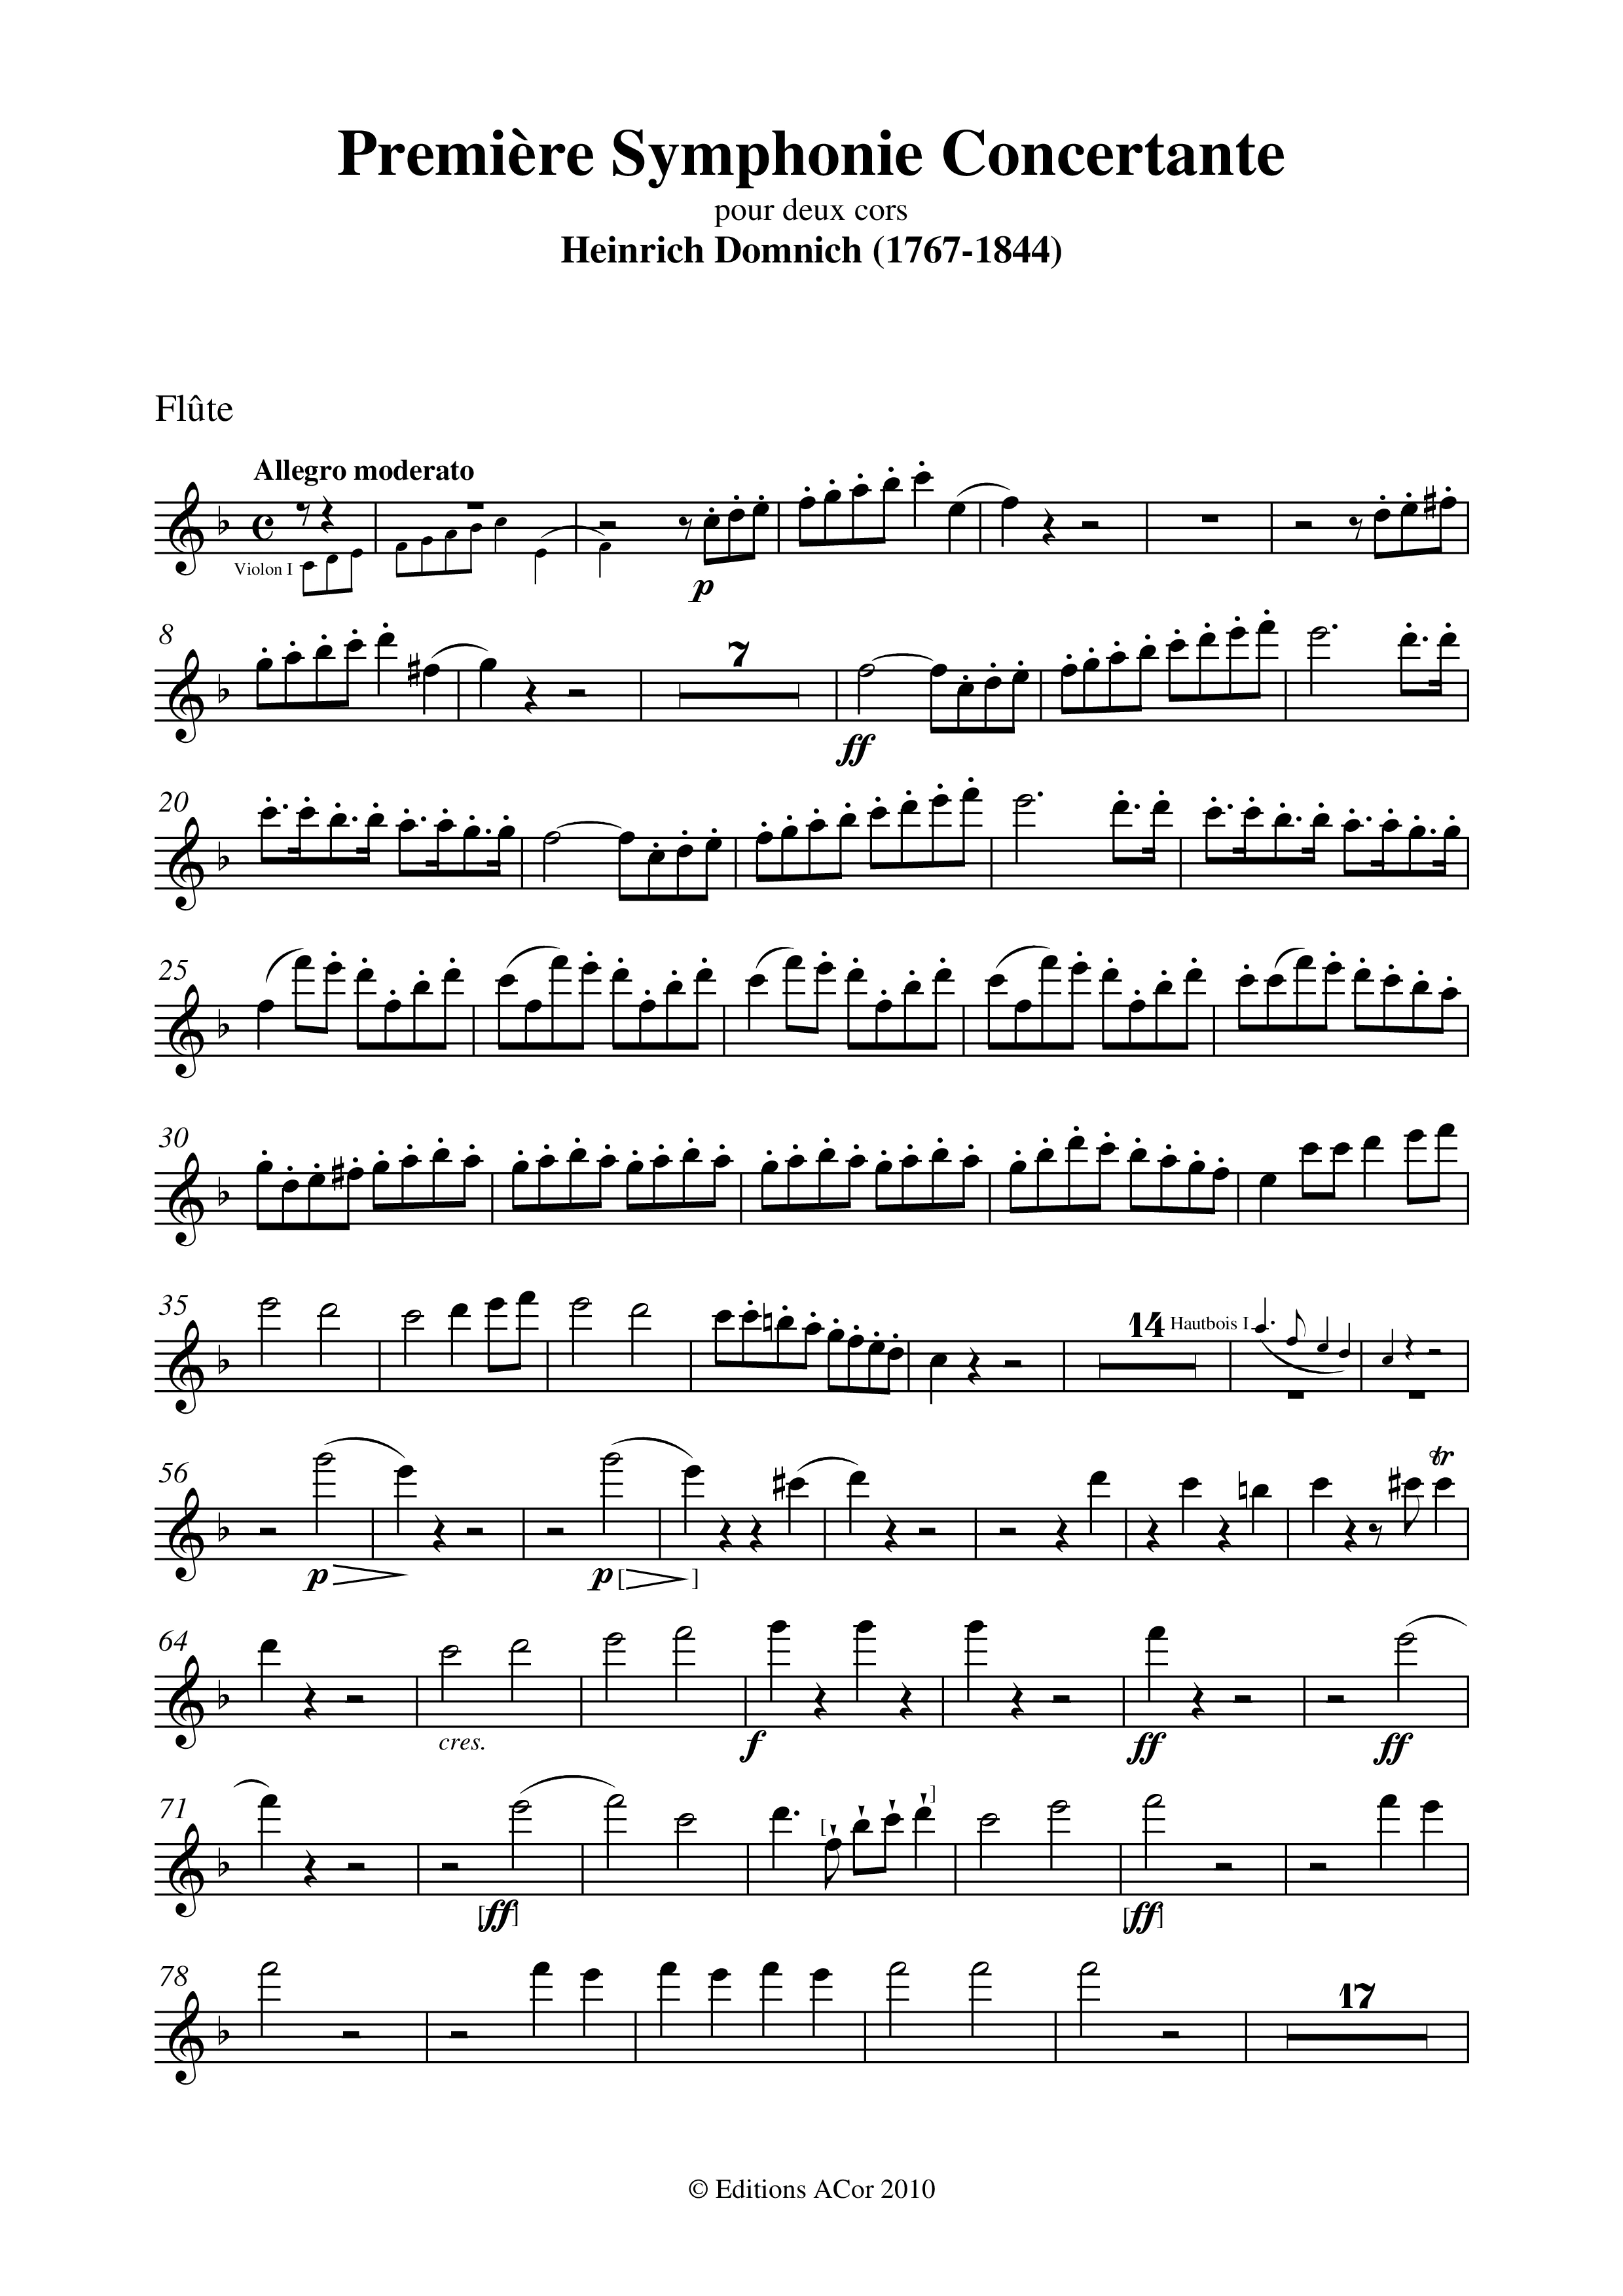 Première Symphonie Concertante
pour deux cors
Heinrich Domnich (1767-1844)
Flûte
Allegro moderato
Violon I
p
8
7
ff
20
25
30
35
14
Hautbois I
56
p
p [ ]
tr
64
cres.
f
ff
ff
71
[ff]
[ ]
[ff]
78
17
© Editions ACor 2010